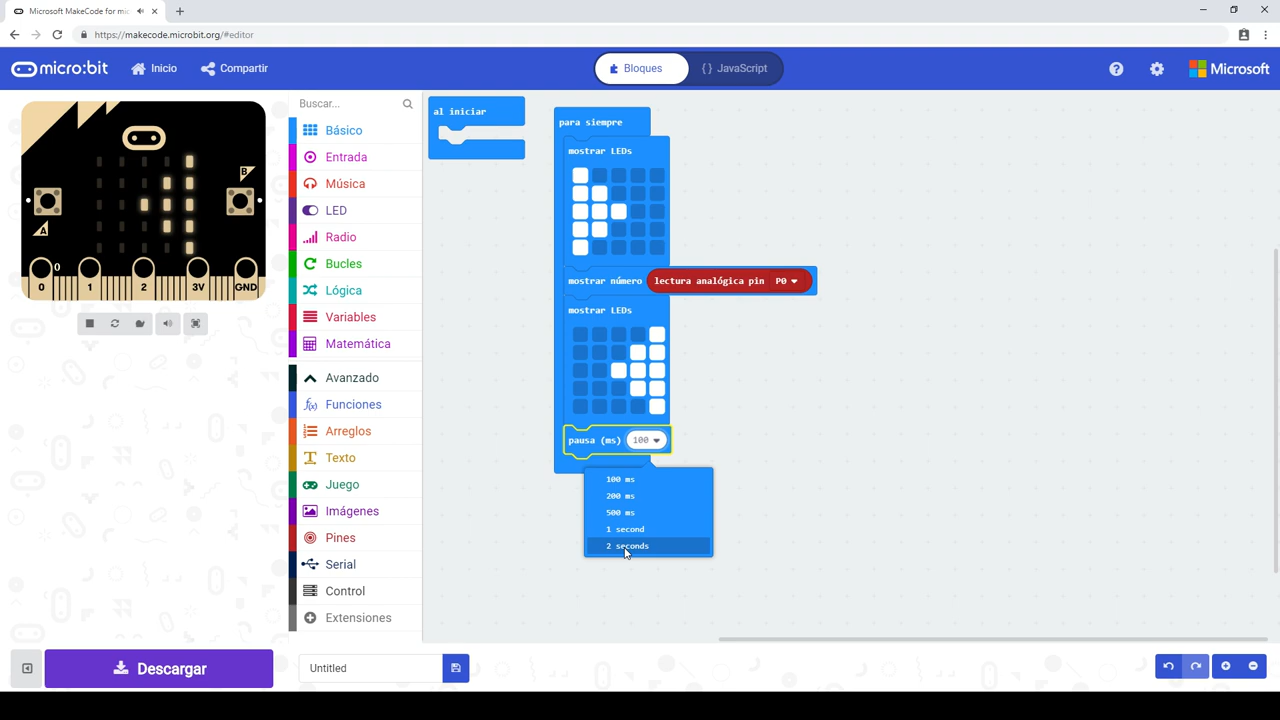 Microsoft MakeCode for mic
https://makecode.microbit.org/#editor
micro:bit
Inicio
Compartir
Bloques
{} JavaScript
Microsoft
Buscar...
Básico
Entrada
Música
LED
Radio
Bucles
Lógica
Variables
Matemática
Avanzado
Funciones
Arreglos
Texto
Juego
Imágenes
Pines
Serial
Control
Extensiones
A
B
0
0 1 2 3V GND
al iniciar
para siempre
mostrar LEDs
mostrar número lectura analógica pin P0
mostrar LEDs
pausa (ms) 100
100 ms
200 ms
500 ms
1 second
2 seconds
Descargar
Untitled